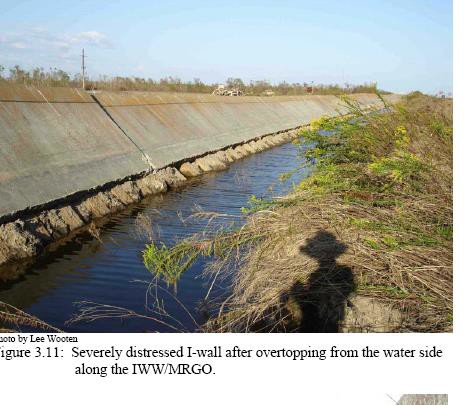 hoto by Lee Wooten
igure 3.11: Severely distressed I-wall after overtopping from the water side
along the IWW/MRGO.